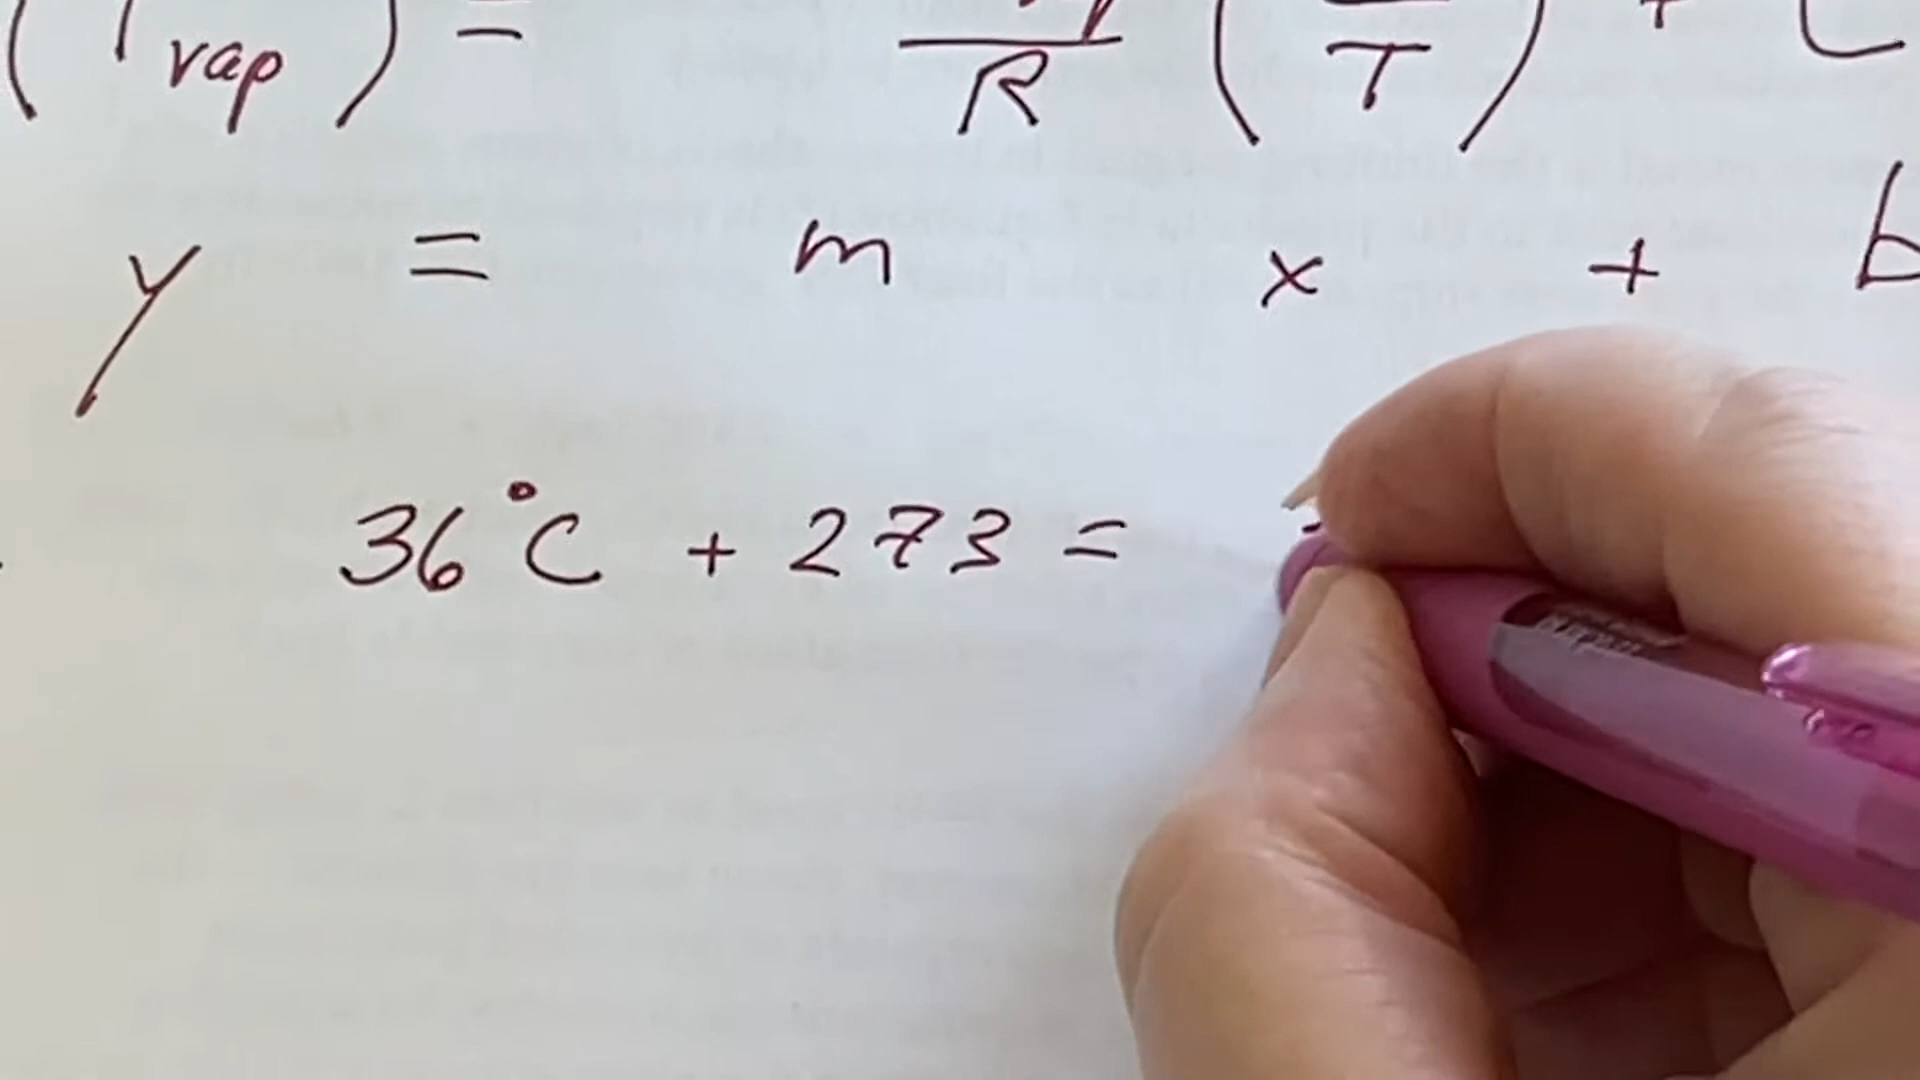 (P vap) = R ( T ) + C
y = m x + b
36°C + 273 =